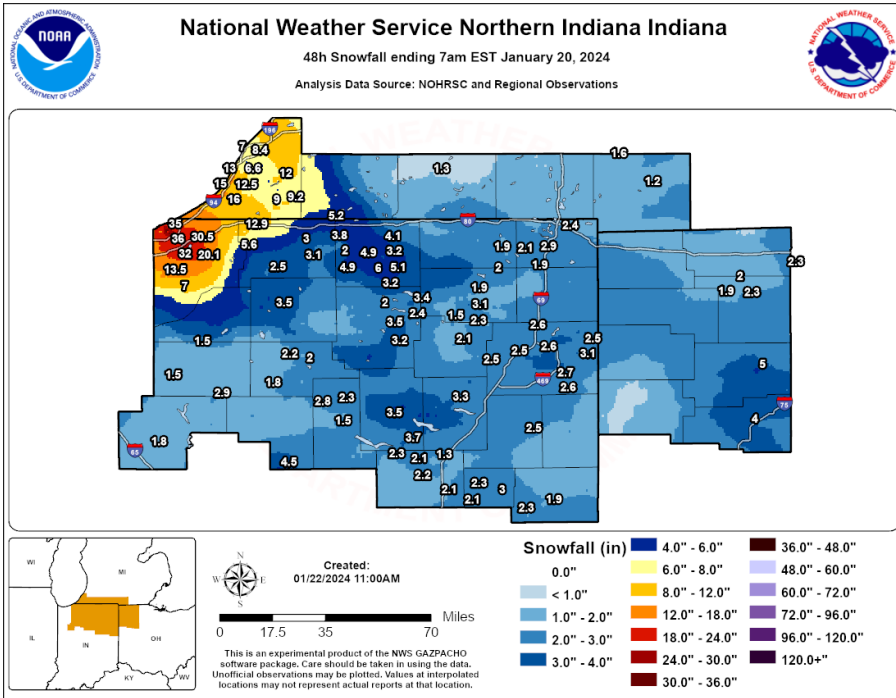 National Weather Service Northern Indiana Indiana
48h Snowfall ending 7am EST January 20, 2024
Analysis Data Source: NOHRSC and Regional Observations
NATIONAL OCEANIC AND ATMOSPHERIC ADMINISTRATION
NOAA
U.S. DEPARTMENT OF COMMERCE
NATIONAL WEATHER SERVICE
U.S. DEPARTMENT OF COMMERCE
196
7
8.4
1.6
13
6.6
12
1.3
15
12.5
1.2
94
16
9
9.2
35
12.9
5.2
80
2.4
36
30.5
5.6
3
3.8
4.1
1.9
2.1
2.9
32
20.1
3.1
2
4.9
3.2
2.3
13.5
2.5
4.9
6
5.1
2
1.9
2
7
3.2
1.9
1.9
2.3
3.5
2
3.4
3.1
69
2.4
1.5
2.3
3.5
2.6
1.5
3.2
2.1
2.6
2.5
2.2
2
2.5
2.5
3.1
5
1.5
1.8
2.7
469
2.6
2.9
2.8
2.3
3.3
75
1.5
3.5
4
1.8
3.7
2.5
65
2.3
2.1
1.3
4.5
2.2
2.1
2.3
3
2.1
2.3
1.9
WI
MI
IL
IN
OH
KY
WV
N
W
E
S
Created:
01/22/2024 11:00AM
Miles
0
17.5
35
70
This is an experimental product of the NWS GAZPACHO
software package. Care should be taken in using the data.
Unofficial observations may be plotted. Values at interpolated
locations may not represent actual reports at that location.
Snowfall (in)
0.0"
< 1.0"
1.0" - 2.0"
2.0" - 3.0"
3.0" - 4.0"
4.0" - 6.0"
6.0" - 8.0"
8.0" - 12.0"
12.0" - 18.0"
18.0" - 24.0"
24.0" - 30.0"
30.0" - 36.0"
36.0" - 48.0"
48.0" - 60.0"
60.0" - 72.0"
72.0" - 96.0"
96.0" - 120.0"
120.0+"